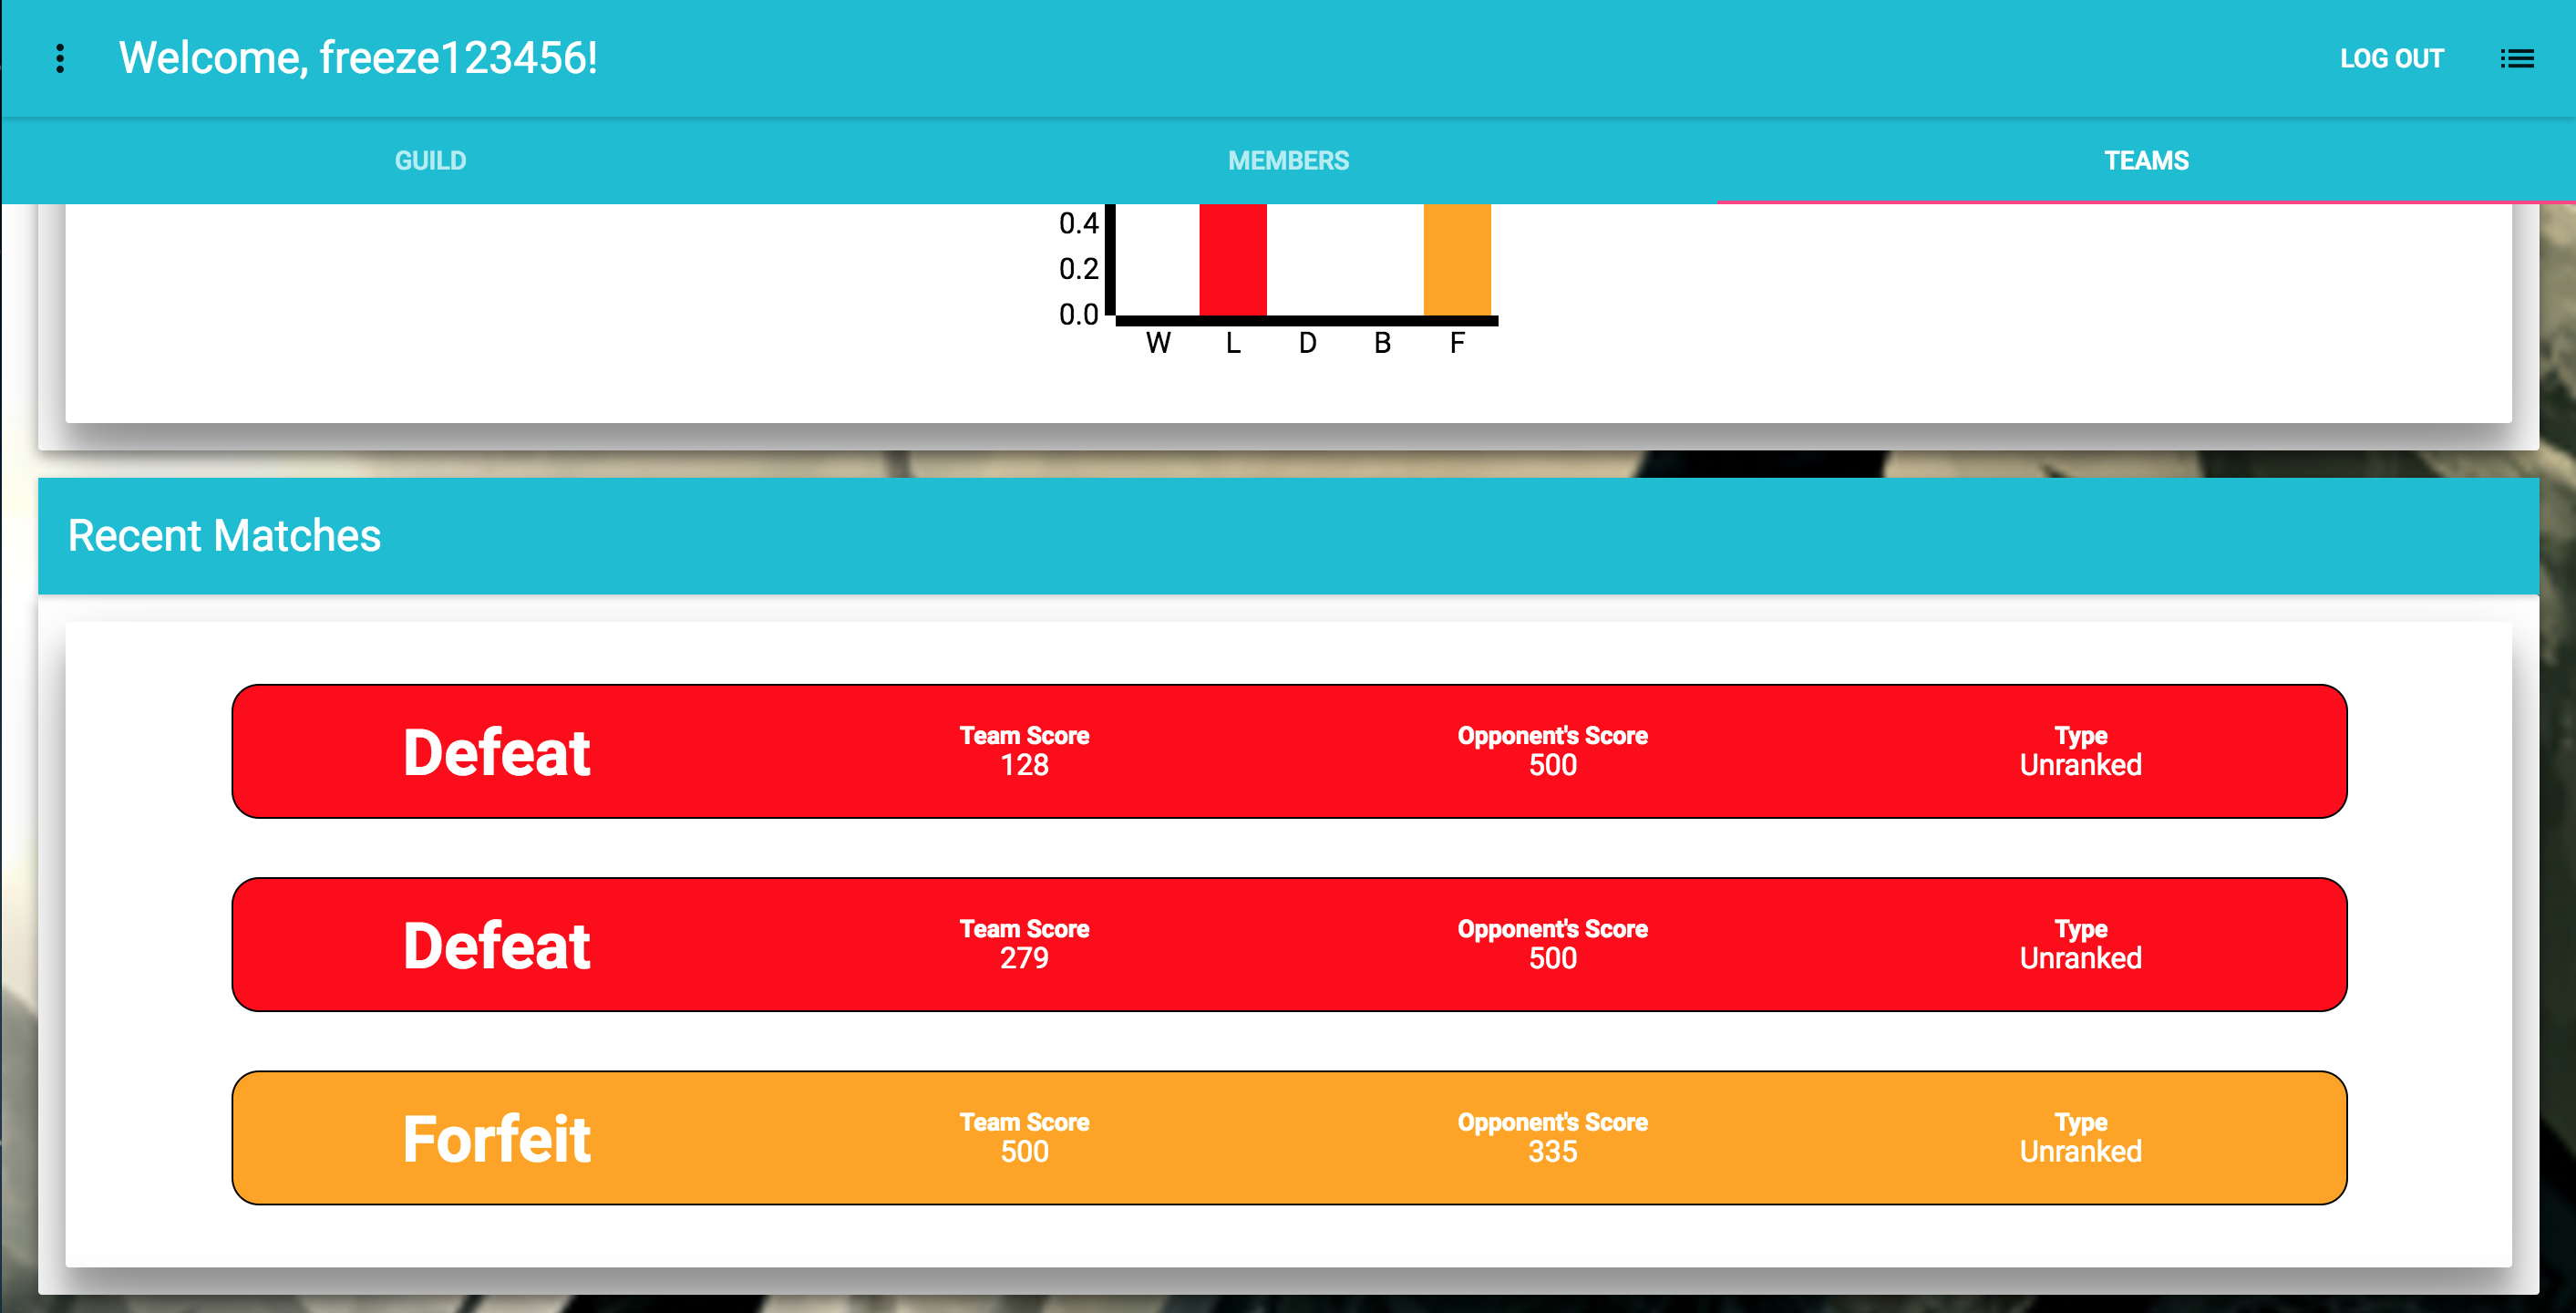 Welcome, freeze123456!
LOG OUT
GUILD
MEMBERS
TEAMS
0.4
0.2
0.0
W L D B F
Recent Matches
Defeat
Team Score
128
Opponent's Score
500
Type
Unranked
Defeat
Team Score
279
Opponent's Score
500
Type
Unranked
Forfeit
Team Score
500
Opponent's Score
335
Type
Unranked